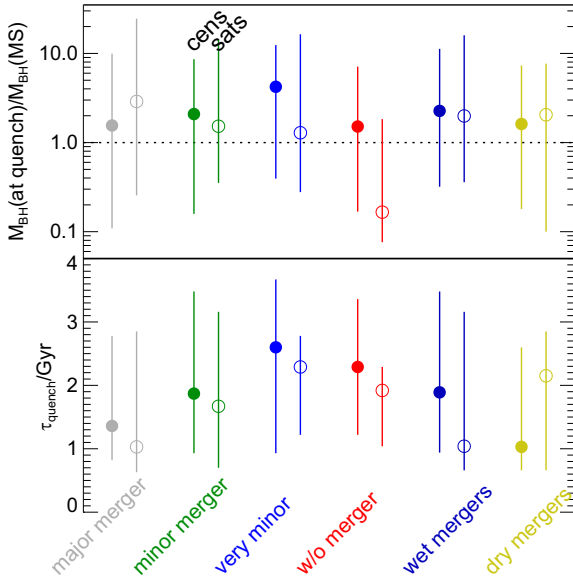 cens
sats
M_BH(at quench)/M_BH(MS)
10.0
1.0
0.1
τ_quench/Gyr
4
3
2
1
0
major merger
minor merger
very minor
w/o merger
wet mergers
dry mergers